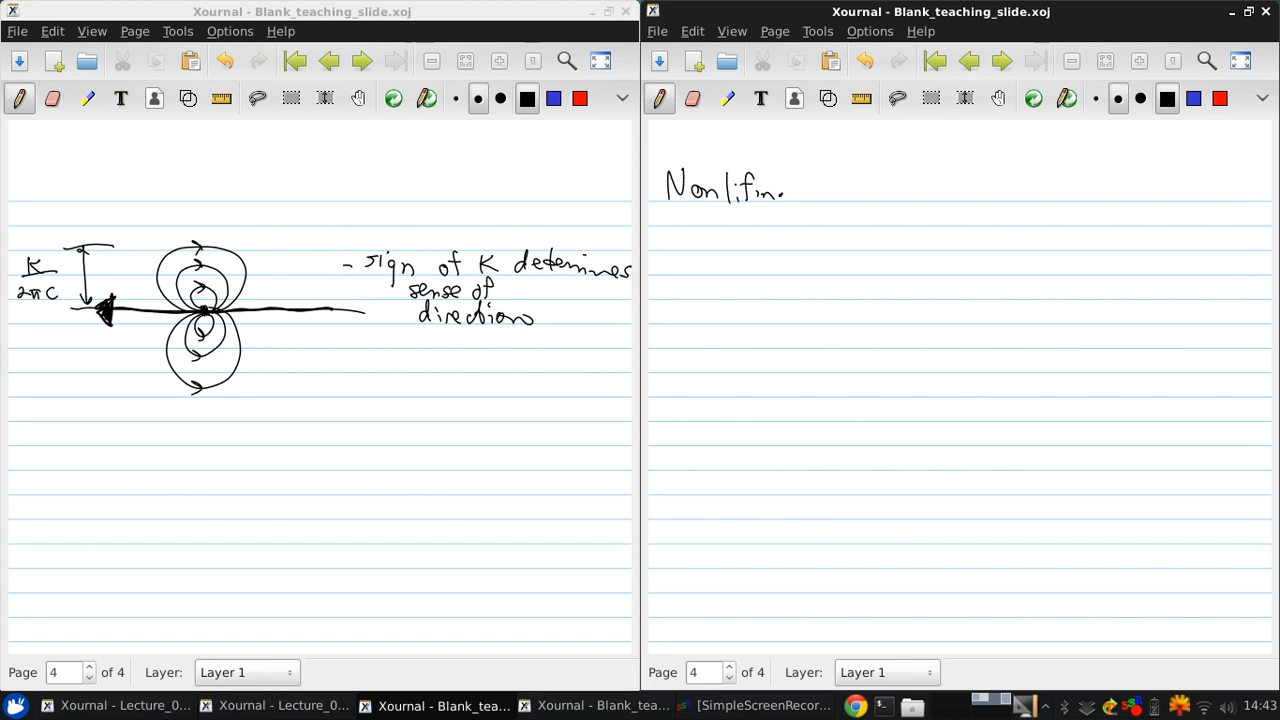 Xournal - Blank_teaching_slide.xoj
File Edit View Page Tools Options Help
K
2πC
- sign of K determines
sense of
directions
Page 4 of 4 Layer: Layer 1
Xournal - Blank_teaching_slide.xoj
File Edit View Page Tools Options Help
Nonlifin
Page 4 of 4 Layer: Layer 1
Xournal - Lecture_0... Xournal - Lecture_0... Xournal - Blank_tea... Xournal - Blank_tea... [SimpleScreenRecor... 14:43